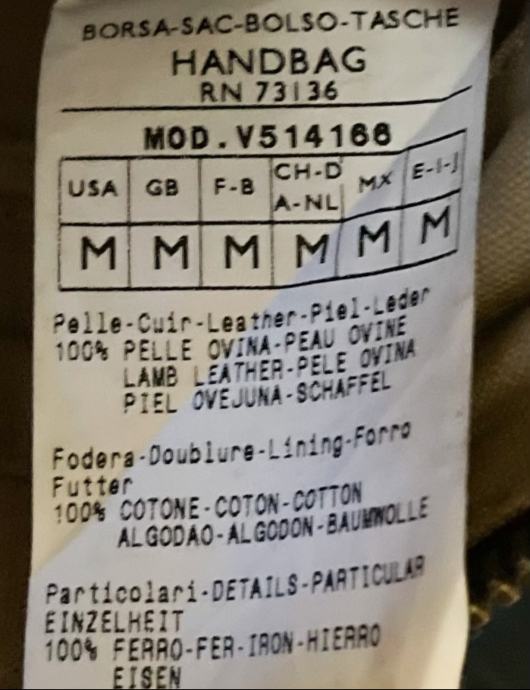 BORSA-SAC-BOLSO-TASCHE
HANDBAG
RN 73136
MOD.V514168
USA GB F-B CH-D A-NL MX E-I-J
M M M M M M
Pelle-Cuir-Leather-Piel-Leder
100% PELLE OVINA-PEAU OVINE
LAMB LEATHER-PELE OVINA
PIEL OVEJUNA-SCHAFFEL
Fodera-Doublure-Lining-Forro
Futter
100% COTONE-COTON-COTTON
ALGODAO-ALGODON-BAUMWOLLE
Particolari-DETAILS-PARTICULAR
EINZELHEIT
100% FERRO-FER-IRON-HIERRO
EISEN